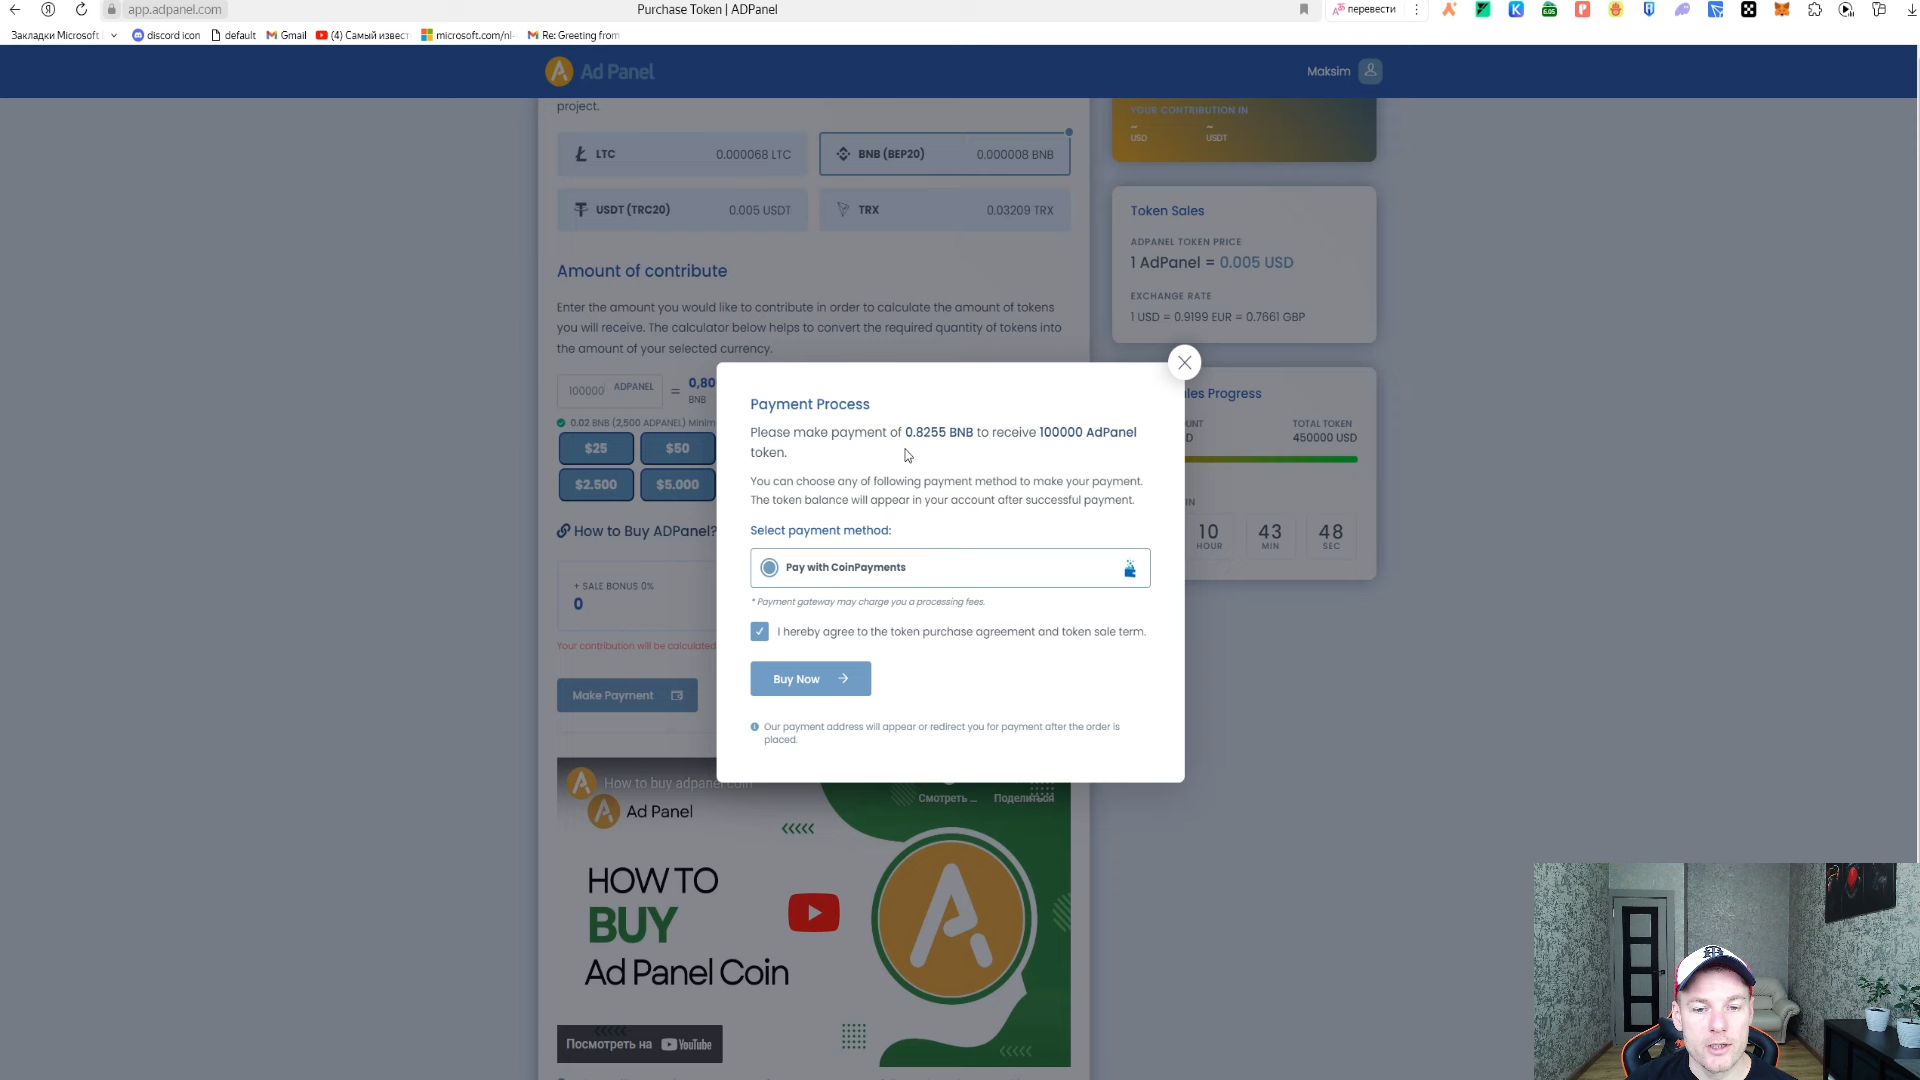 app.adpanel.com
Purchase Token | ADPanel
перевести
Закладки Microsoft
discord icon
default
Gmail
(4) Самый извест
microsoft.com/nl-
Re: Greeting from
Ad Panel
Maksim
project.
LTC 0.000068 LTC
BNB (BEP20) 0.000008 BNB
USDT (TRC20) 0.005 USDT
TRX 0.03209 TRX
Amount of contribute
Enter the amount you would like to contribute in order to calculate the amount of tokens
you will receive. The calculator below helps to convert the required quantity of tokens into
the amount of your selected currency.
100000 ADPANEL = 0,80
BNB
0.02 BNB (2,500 ADPANEL) Minim
$25 $50
$2.500 $5.000
How to Buy ADPanel?
+ SALE BONUS 0%
0
Your contribution will be calculated
Make Payment
YOUR CONTRIBUTION IN
~ ~
USD USDT
Token Sales
ADPANEL TOKEN PRICE
1 AdPanel = 0.005 USD
EXCHANGE RATE
1 USD = 0.9199 EUR = 0.7661 GBP
les Progress
UNT TOTAL TOKEN
D 450000 USD
IN
10 43 48
HOUR MIN SEC
Payment Process
Please make payment of 0.8255 BNB to receive 100000 AdPanel
token.
You can choose any of following payment method to make your payment.
The token balance will appear in your account after successful payment.
Select payment method:
Pay with CoinPayments
* Payment gateway may charge you a processing fees.
I hereby agree to the token purchase agreement and token sale term.
Buy Now
Our payment address will appear or redirect you for payment after the order is
placed.
How to buy adpanel coin
Смотреть ...
Поделиться
Ad Panel
HOW TO
BUY
Ad Panel Coin
Посмотреть на YouTube